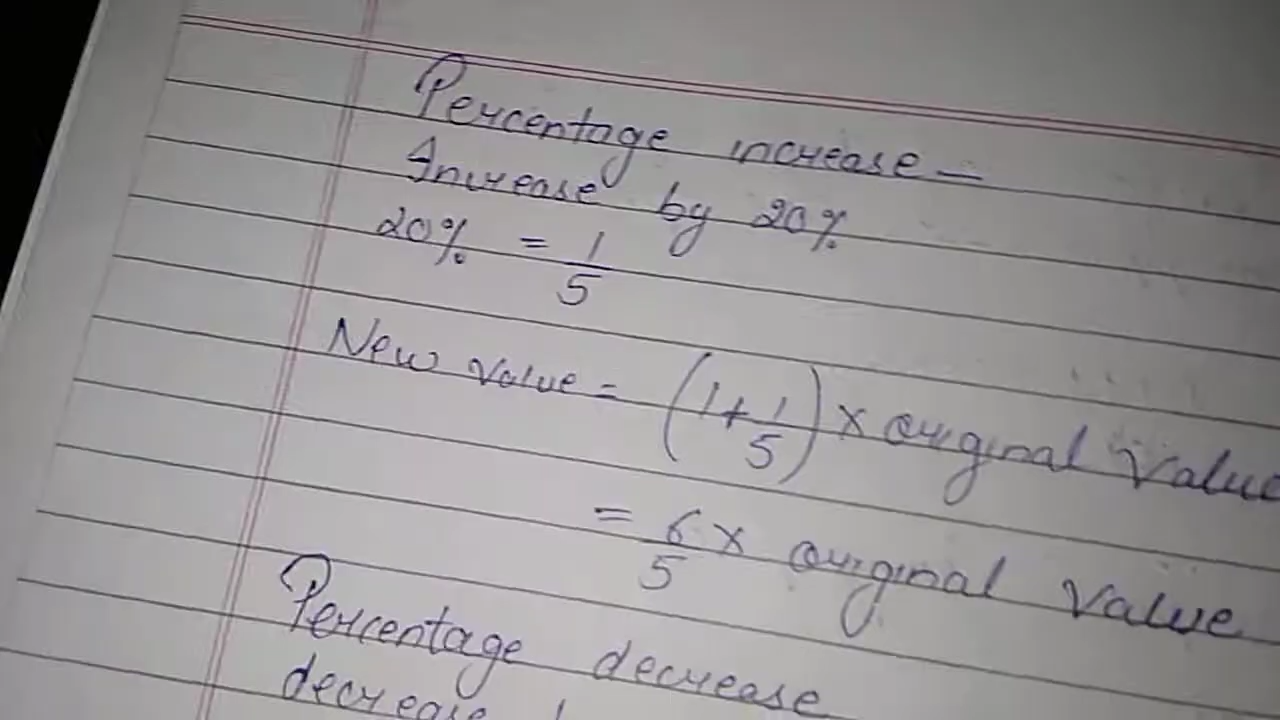 Percentage increase —
Increase by 20%
20% = 1/5
New value = (1 + 1/5) × original value
= 6/5 × original value
Percentage decrease
decrease